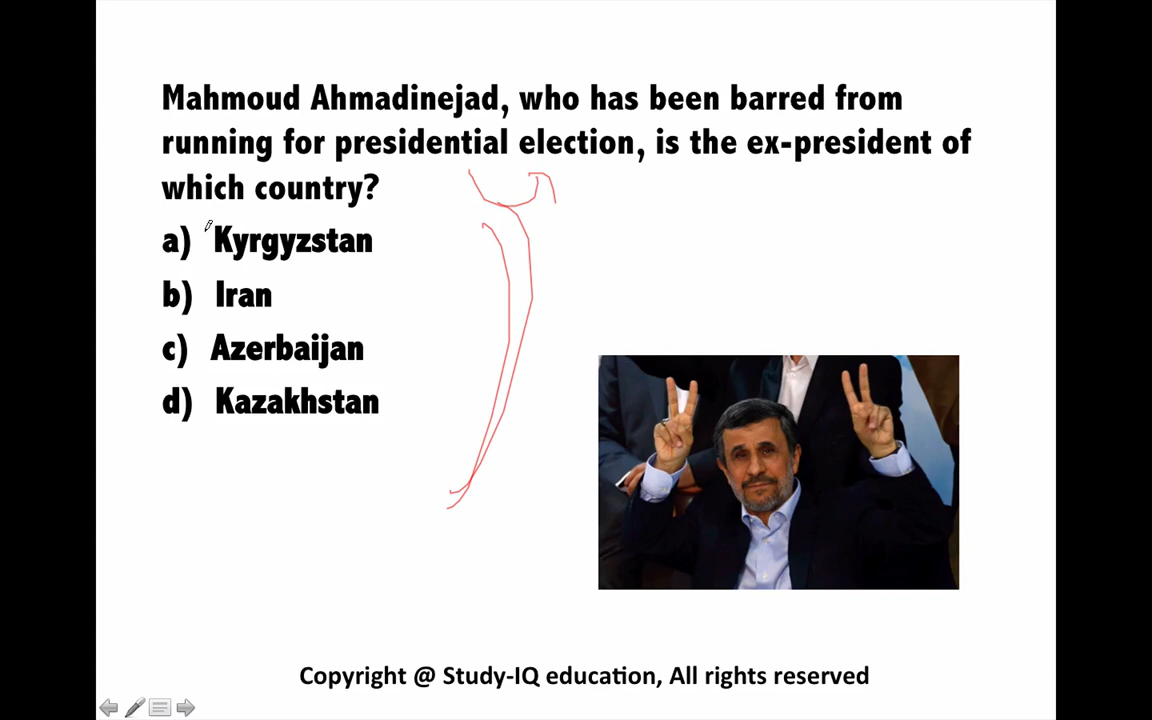 Mahmoud Ahmadinejad, who has been barred from
running for presidential election, is the ex-president of
which country?
a) Kyrgyzstan
b) Iran
c) Azerbaijan
d) Kazakhstan
Copyright @ Study-IQ education, All rights reserved